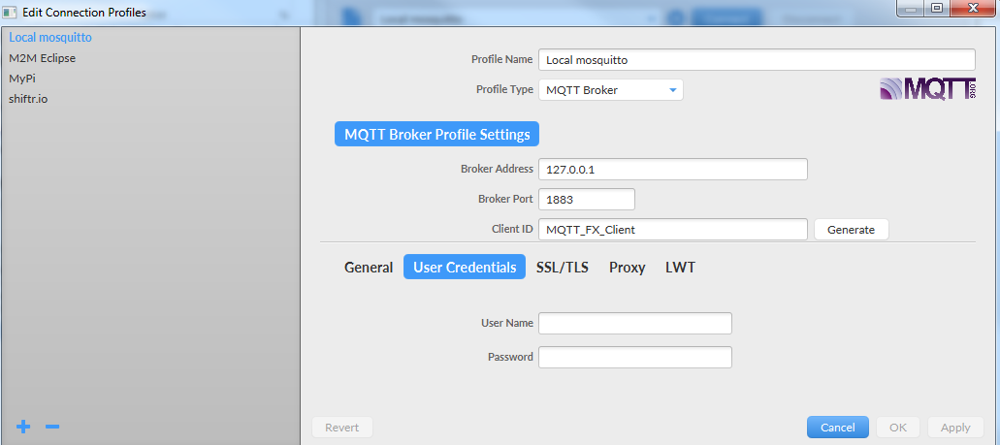 Edit Connection Profiles
Local mosquitto
M2M Eclipse
MyPi
shiftr.io
Profile Name Local mosquitto
Profile Type MQTT Broker
MQTT.ORG
MQTT Broker Profile Settings
Broker Address 127.0.0.1
Broker Port 1883
Client ID MQTT_FX_Client Generate
General User Credentials SSL/TLS Proxy LWT
User Name
Password
Revert Cancel OK Apply